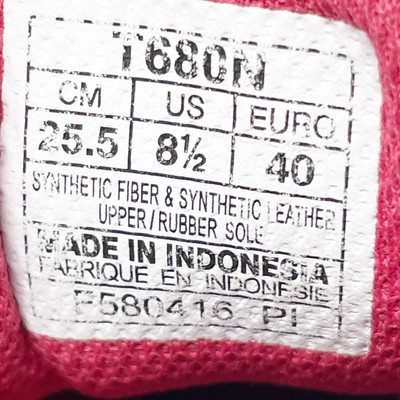 T680N
CM US EURO
25.5 8½ 40
SYNTHETIC FIBER & SYNTHETIC LEATHER
UPPER/RUBBER SOLE
MADE IN INDONESIA
FABRIQUE EN INDONESIE
F580416 PI